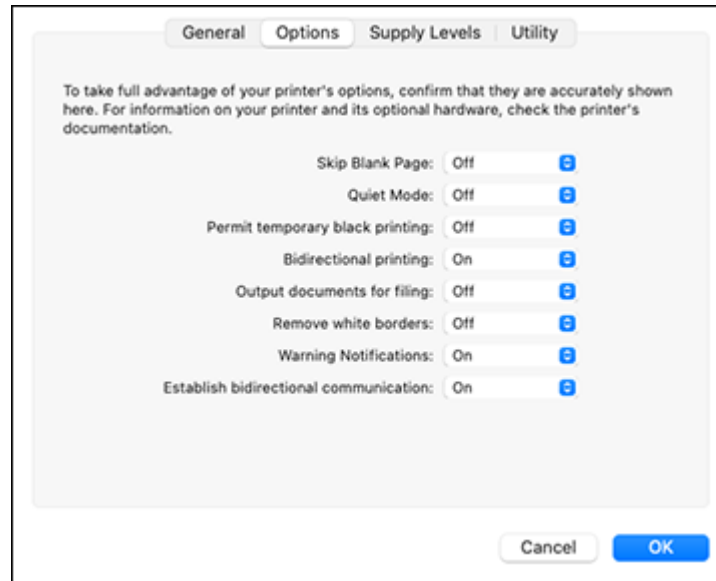 General Options Supply Levels Utility
To take full advantage of your printer's options, confirm that they are accurately shown
here. For information on your printer and its optional hardware, check the printer's
documentation.
Skip Blank Page: Off
Quiet Mode: Off
Permit temporary black printing: Off
Bidirectional printing: On
Output documents for filing: Off
Remove white borders: Off
Warning Notifications: On
Establish bidirectional communication: On
Cancel OK